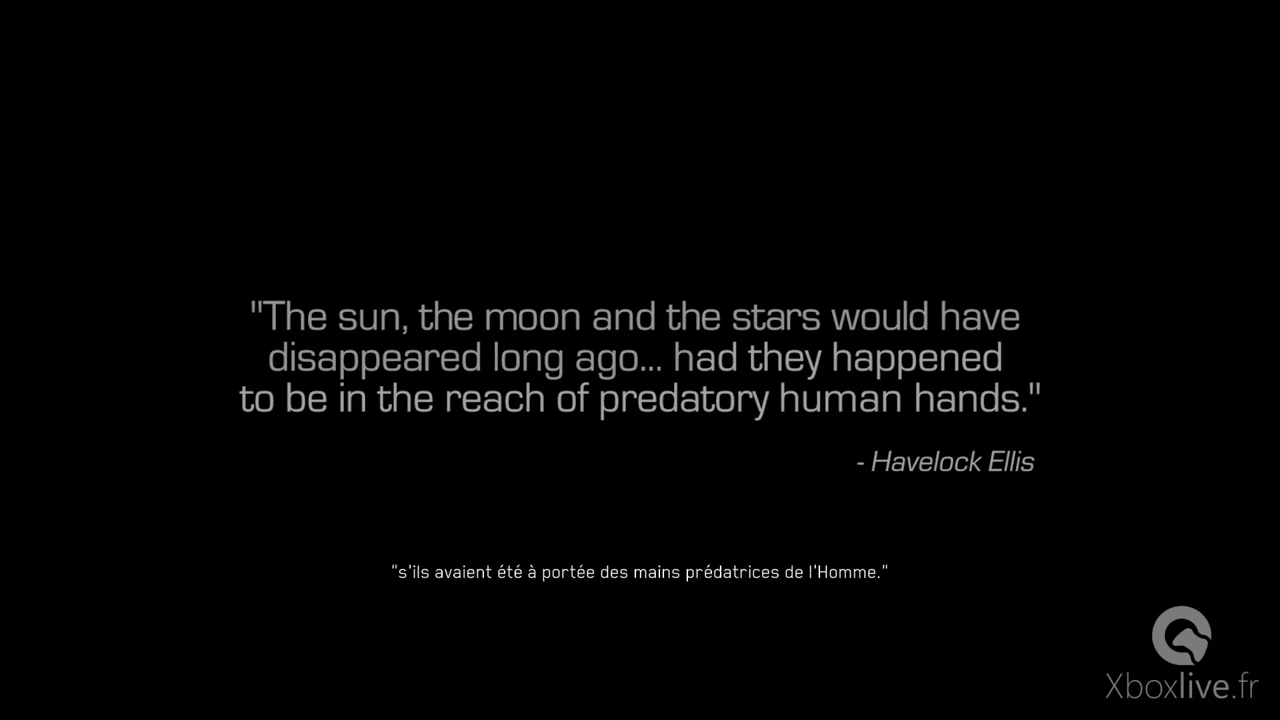 "The sun, the moon and the stars would have
disappeared long ago... had they happened
to be in the reach of predatory human hands."
- Havelock Ellis
"s'ils avaient été à portée des mains prédatrices de l'Homme."
Xboxlive.fr